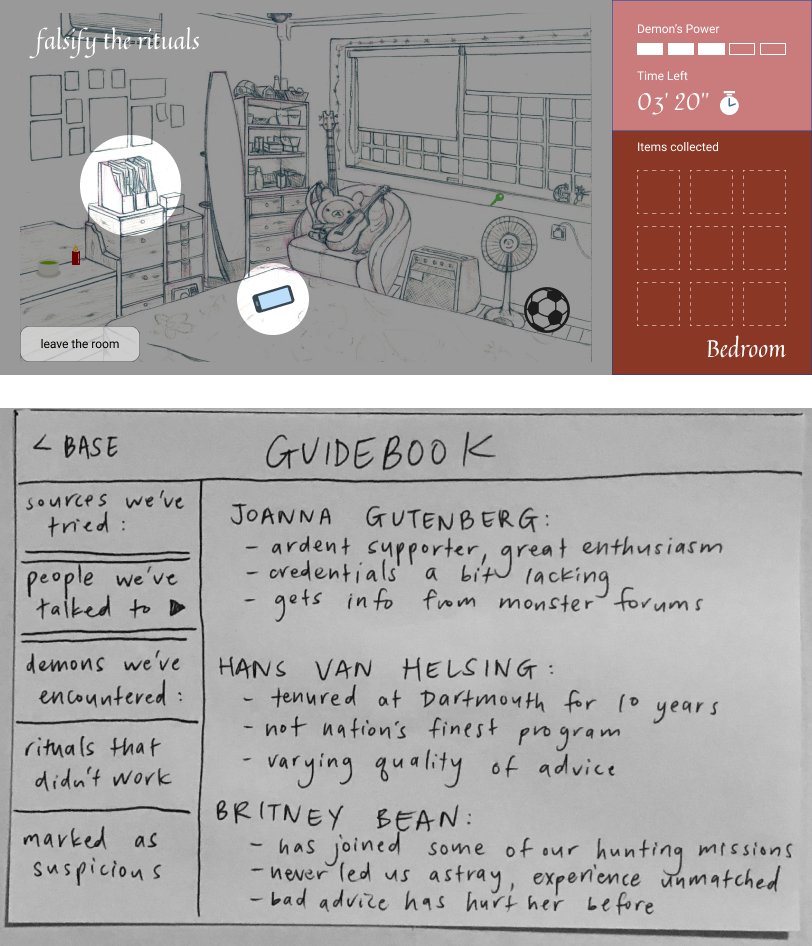 falsify the rituals
leave the room
Demon's Power
Time Left
03' 20"
Items collected
Bedroom
< BASE
GUIDEBOOK
sources we've
tried :
people we've
talked to ▶
demons we've
encountered :
rituals that
didn't work
marked as
suspicious
JOANNA GUTENBERG:
- ardent supporter, great enthusiasm
- credentials a bit lacking
- gets info from monster forums
HANS VAN HELSING:
- tenured at Dartmouth for 10 years
- not nation's finest program
- varying quality of advice
BRITNEY BEAN:
- has joined some of our hunting missions
- never led us astray, experience unmatched
- bad advice has hurt her before